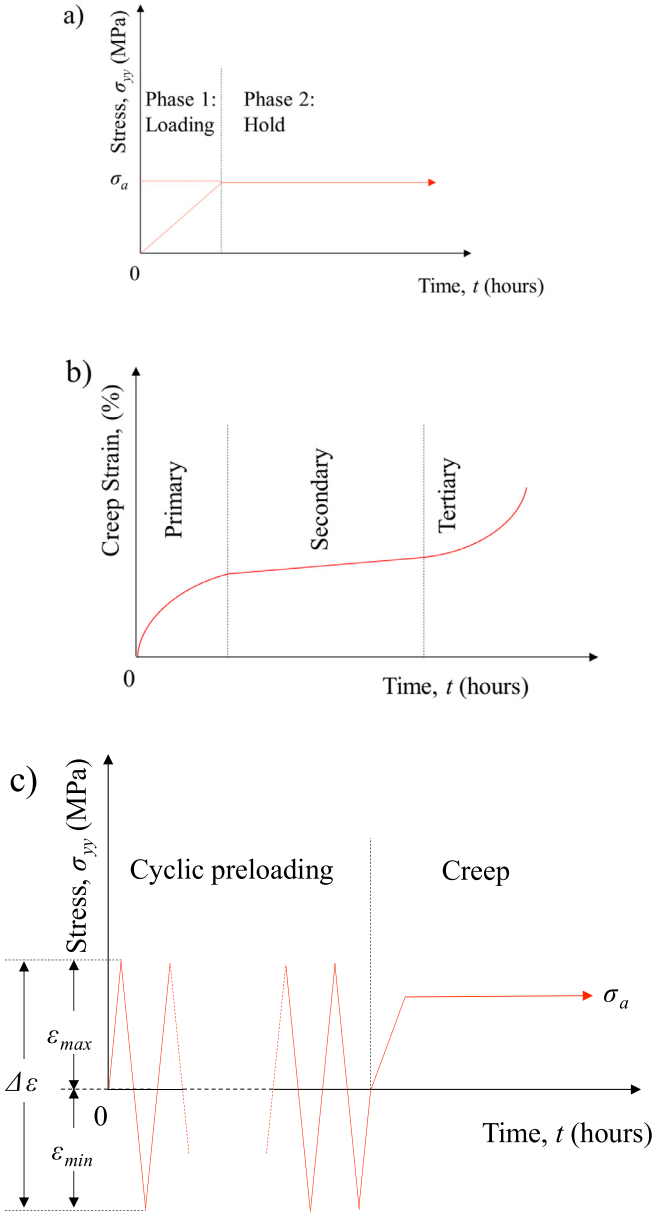 a)
Stress, σyy (MPa)
Phase 1:
Loading
Phase 2:
Hold
σa
0
Time, t (hours)
b)
Creep Strain, (%)
Primary
Secondary
Tertiary
0
Time, t (hours)
c)
Stress, σyy (MPa)
Cyclic preloading
Creep
σa
εmax
Δε
0
εmin
Time, t (hours)